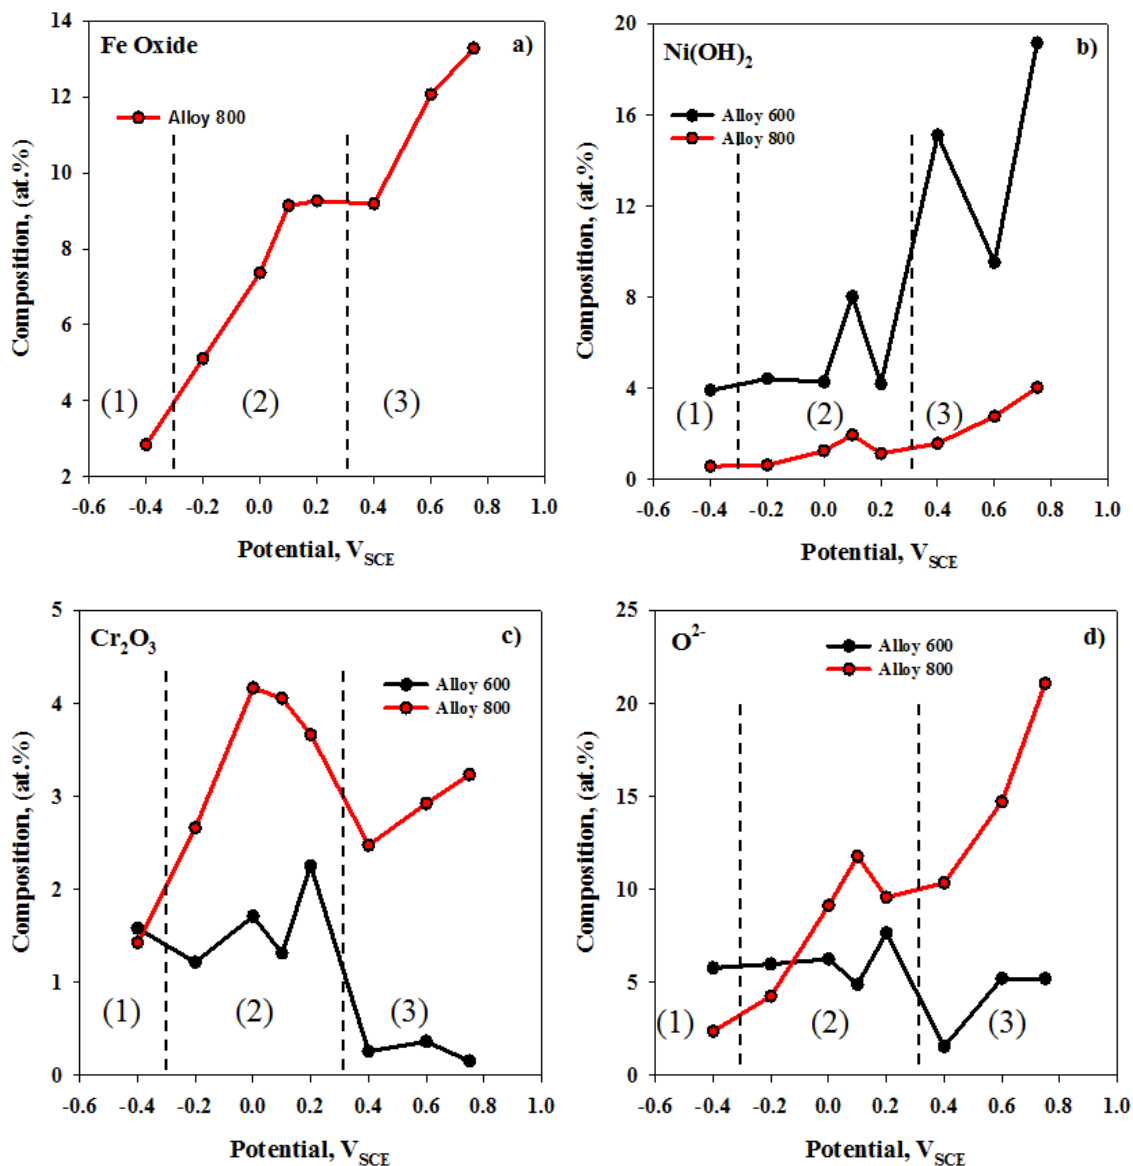 Fe Oxide
a)
Alloy 800
Composition, (at.%)
14
12
10
8
6
4
2
(1)
(2)
(3)
-0.6 -0.4 -0.2 0.0 0.2 0.4 0.6 0.8 1.0
Potential, V_SCE
Ni(OH)₂
b)
Alloy 600
Alloy 800
Composition, (at.%)
20
16
12
8
4
0
(1)
(2)
(3)
-0.6 -0.4 -0.2 0.0 0.2 0.4 0.6 0.8 1.0
Potential, V_SCE
Cr₂O₃
c)
Alloy 600
Alloy 800
Composition, (at.%)
5
4
3
2
1
0
(1)
(2)
(3)
-0.6 -0.4 -0.2 0.0 0.2 0.4 0.6 0.8 1.0
Potential, V_SCE
O²⁻
d)
Alloy 600
Alloy 800
Composition, (at.%)
25
20
15
10
5
0
(1)
(2)
(3)
-0.6 -0.4 -0.2 0.0 0.2 0.4 0.6 0.8 1.0
Potential, V_SCE